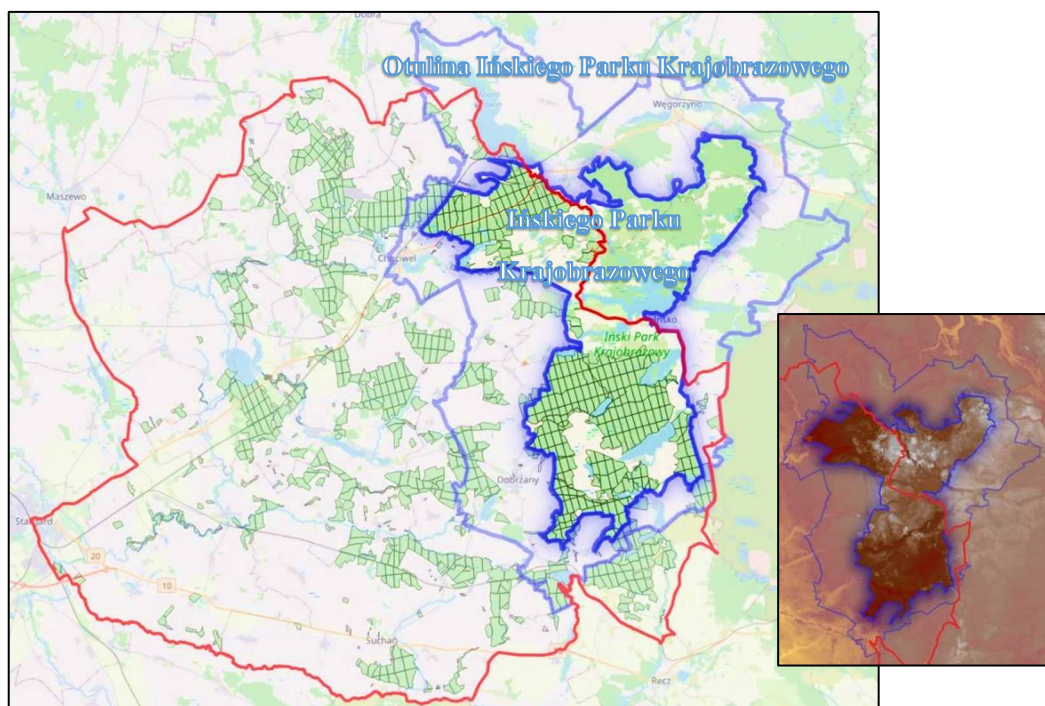 Dobra
Otulina Ińskiego Parku Krajobrazowego
Węgorzyno
Maszewo
Ińskiego Parku
Krajobrazowego
Chociwel
Ińsko
Iński Park
Krajobrazowy
Dobrzany
Stargard
20
10
Suchań
Recz